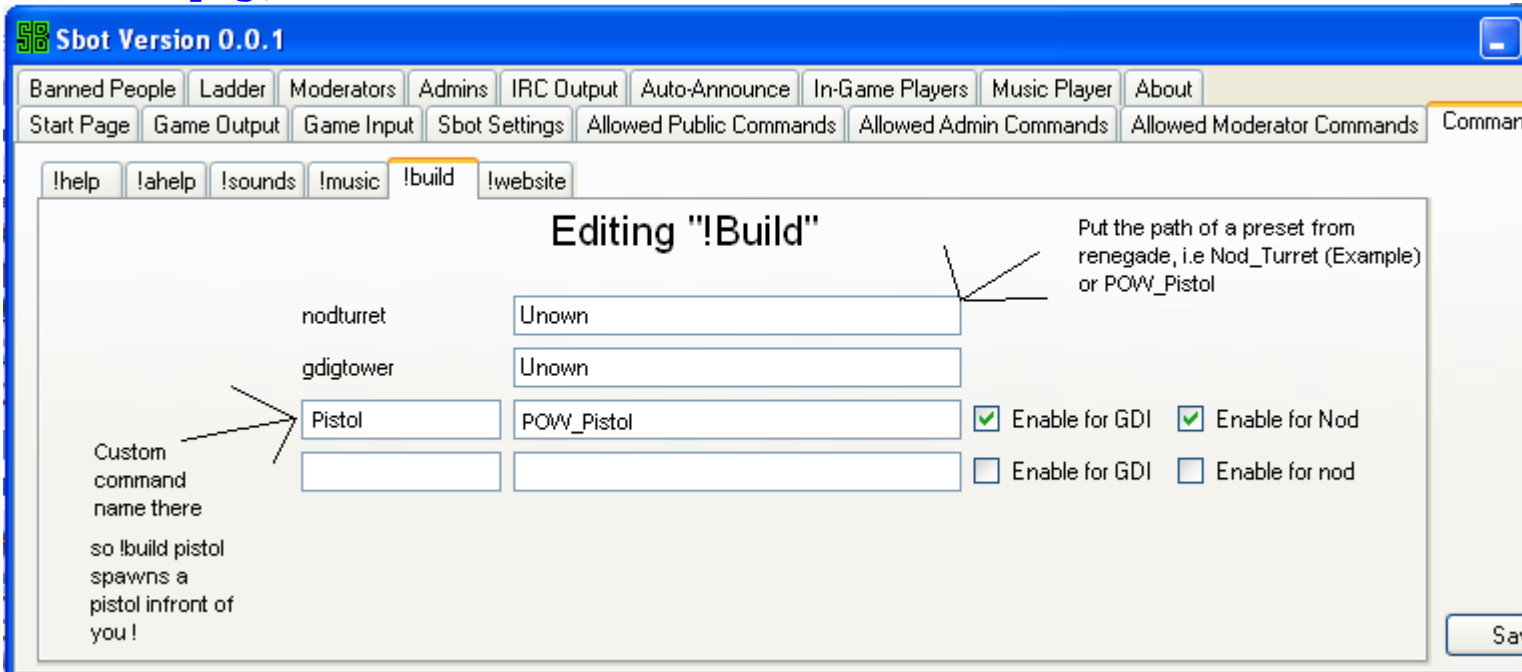 Sbot Version 0.0.1
Banned People Ladder Moderators Admins IRC Output Auto-Announce In-Game Players Music Player About
Start Page Game Output Game Input Sbot Settings Allowed Public Commands Allowed Admin Commands Allowed Moderator Commands Comman
!help !ahelp !sounds !music !build !website
Editing "!Build"
Put the path of a preset from
renegade, i.e Nod_Turret (Example)
or POW_Pistol
nodturret Unown
gdigtower Unown
Pistol POW_Pistol Enable for GDI Enable for Nod
Enable for GDI Enable for nod
Custom
command
name there
so !build pistol
spawns a
pistol infront of
you !
Sa